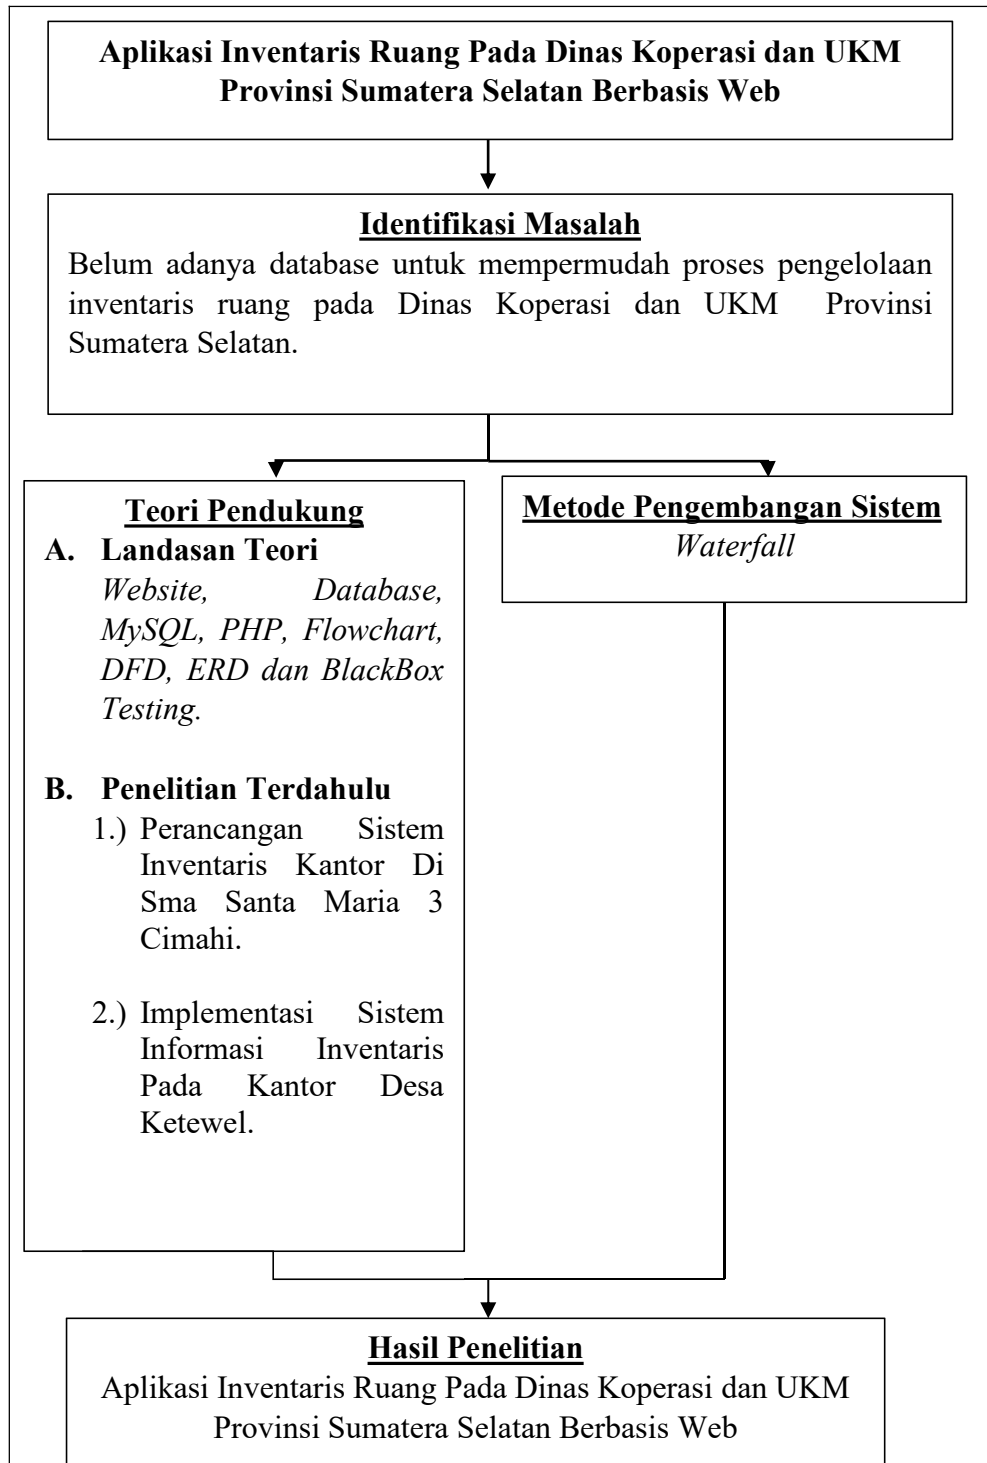 Aplikasi Inventaris Ruang Pada Dinas Koperasi dan UKM
Provinsi Sumatera Selatan Berbasis Web
Identifikasi Masalah
Belum adanya database untuk mempermudah proses pengelolaan
inventaris ruang pada Dinas Koperasi dan UKM Provinsi
Sumatera Selatan.
Teori Pendukung
A. Landasan Teori
Website, Database,
MySQL, PHP, Flowchart,
DFD, ERD dan BlackBox
Testing.
B. Penelitian Terdahulu
1.) Perancangan Sistem
Inventaris Kantor Di
Sma Santa Maria 3
Cimahi.
2.) Implementasi Sistem
Informasi Inventaris
Pada Kantor Desa
Ketewel.
Metode Pengembangan Sistem
Waterfall
Hasil Penelitian
Aplikasi Inventaris Ruang Pada Dinas Koperasi dan UKM
Provinsi Sumatera Selatan Berbasis Web